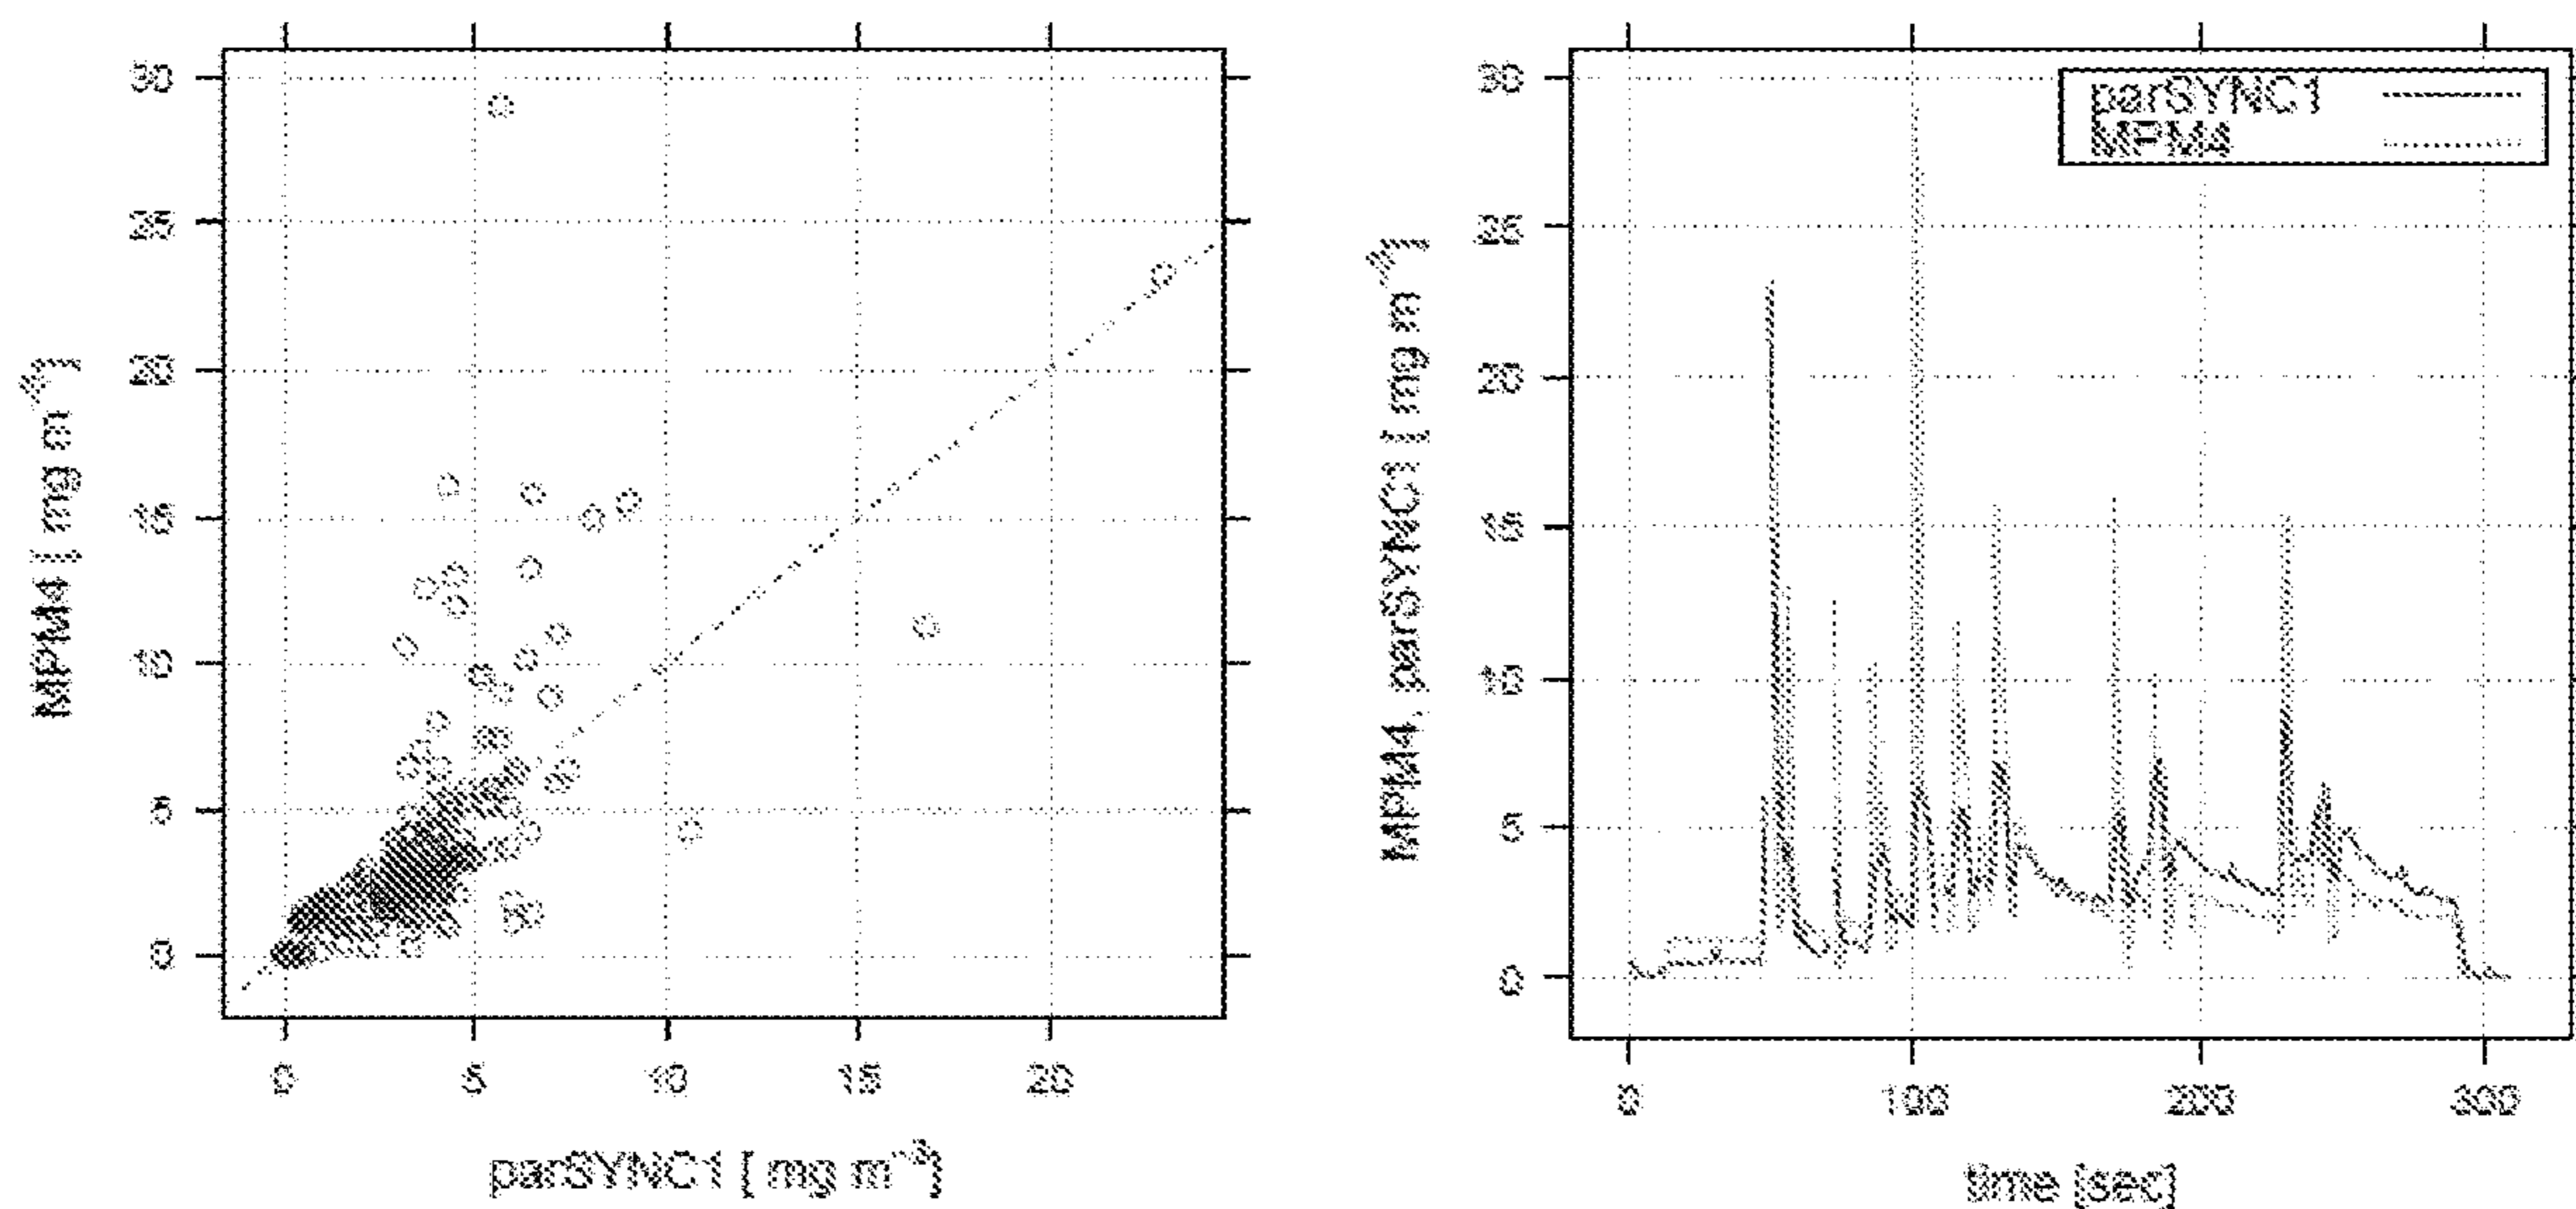 MPM4 [ mg m⁻³]
30
25
20
15
10
5
0
0 5 10 15 20
parSYNC1 [ mg m⁻³]
MPM4, parSYNC1 [ mg m⁻³]
30
25
20
15
10
5
0
parSYNC1
MPM4
0 100 200 300
time [sec]